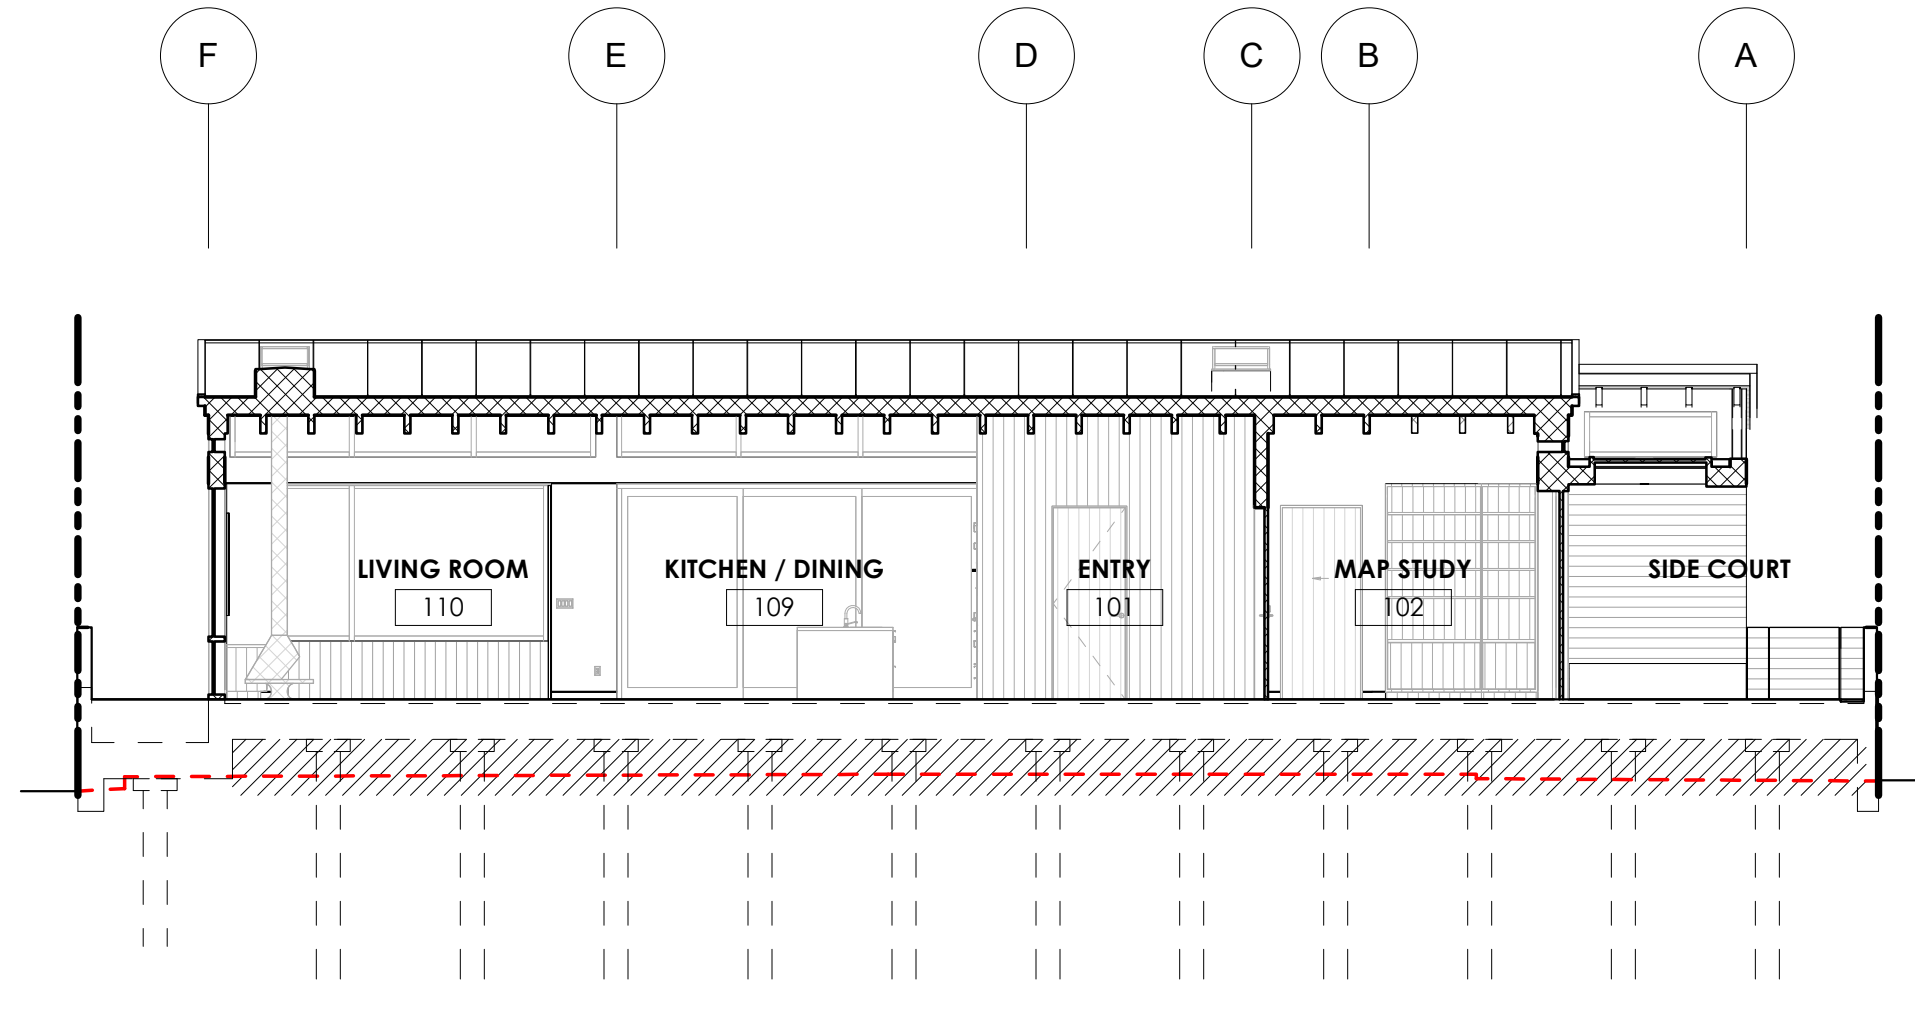 F E D C B A
LIVING ROOM KITCHEN / DINING ENTRY MAP STUDY SIDE COURT
110 109 101 102